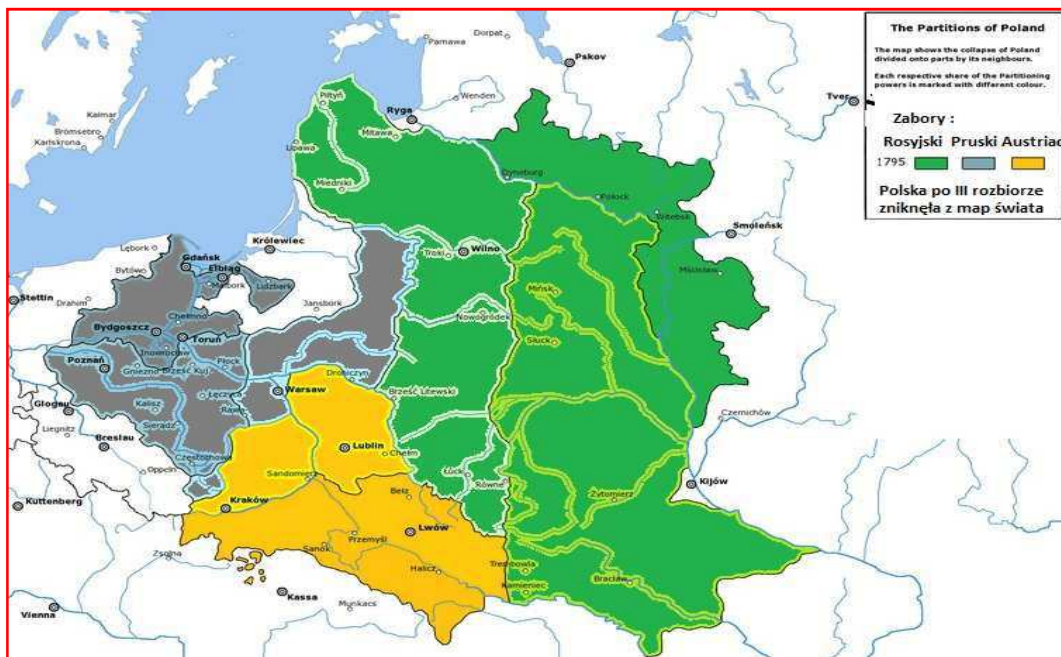 The Partitions of Poland
The map shows the collapse of Poland
divided onto parts by its neighbours.
Each respective share of the Partitioning
powers is marked with different colour.
Zabory :
Rosyjski Pruski Austriac
1795
Polska po III rozbiorze
zniknęła z map świata
Parnawa
Dorpat
Pskov
Tver
Kalmar
Brömsebro
Karlskrona
Piltyń
Ryga
Wenden
Mitawa
Lipawa
Miedniki
Dyneburg
Połock
Witebsk
Smoleńsk
Lębork
Królewiec
Wilno
Troki
Gdańsk
Bytów
Elbląg
Malbork
Lidzbark
Mścisław
Mińsk
Stettin
Drahim
Jansbork
Chełmno
Nowogródek
Bydgoszcz
Toruń
Słuck
Inowrocław
Płock
Poznań
Gniezno
Brześć Kuj
Drohiczyn
Warsaw
Brześć Litewski
Łęczyca
Kalisz
Rawa
Glogau
Sieradz
Czernichów
Liegnitz
Breslau
Lublin
Chełm
Częstochowa
Oppeln
Sandomierz
Łuck
Równe
Kijów
Żytomierz
Kuttenberg
Kraków
Bełz
Lwów
Przemyśl
Zsolna
Sanok
Halicz
Trembowla
Kamieniec
Bracław
Kassa
Munkacs
Vienna